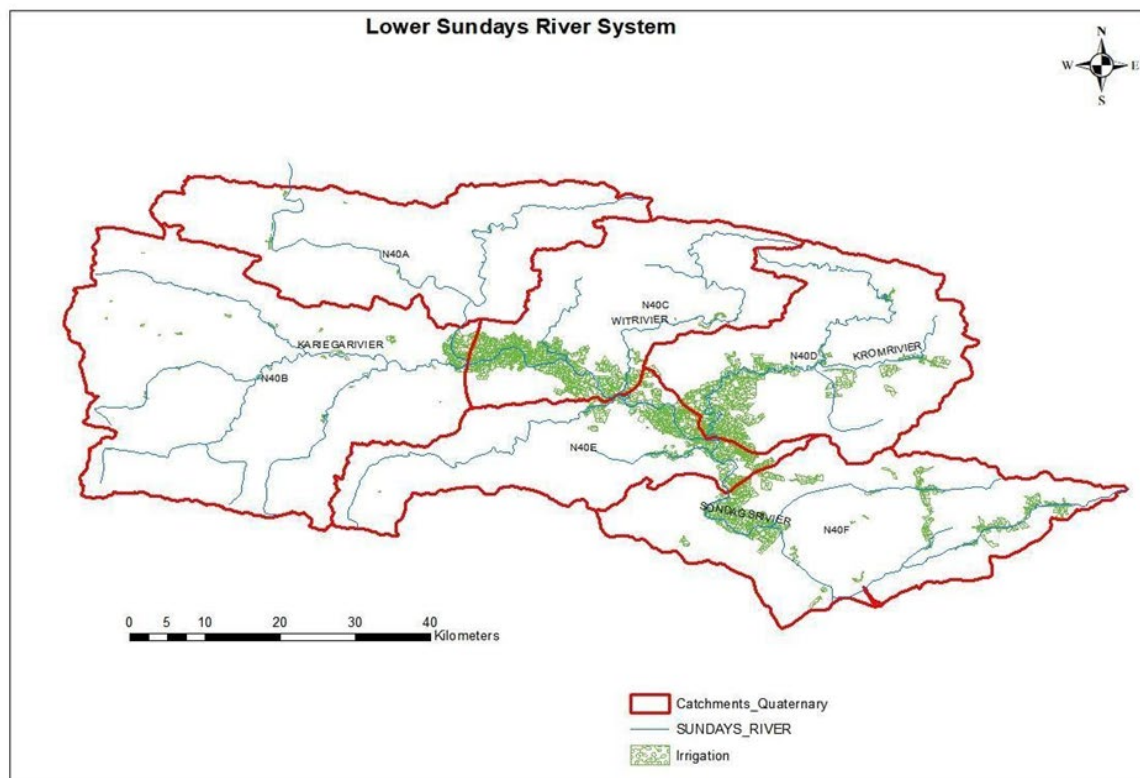 Lower Sundays River System
N
W E
S
N40A
N40C
WITRIVIER
KARIEGARIVIER
N40D
KROMRIVIER
N40B
N40E
SONDAGSRIVIER
N40F
0 5 10 20 30 40
Kilometers
Catchments_Quaternary
SUNDAYS_RIVER
Irrigation